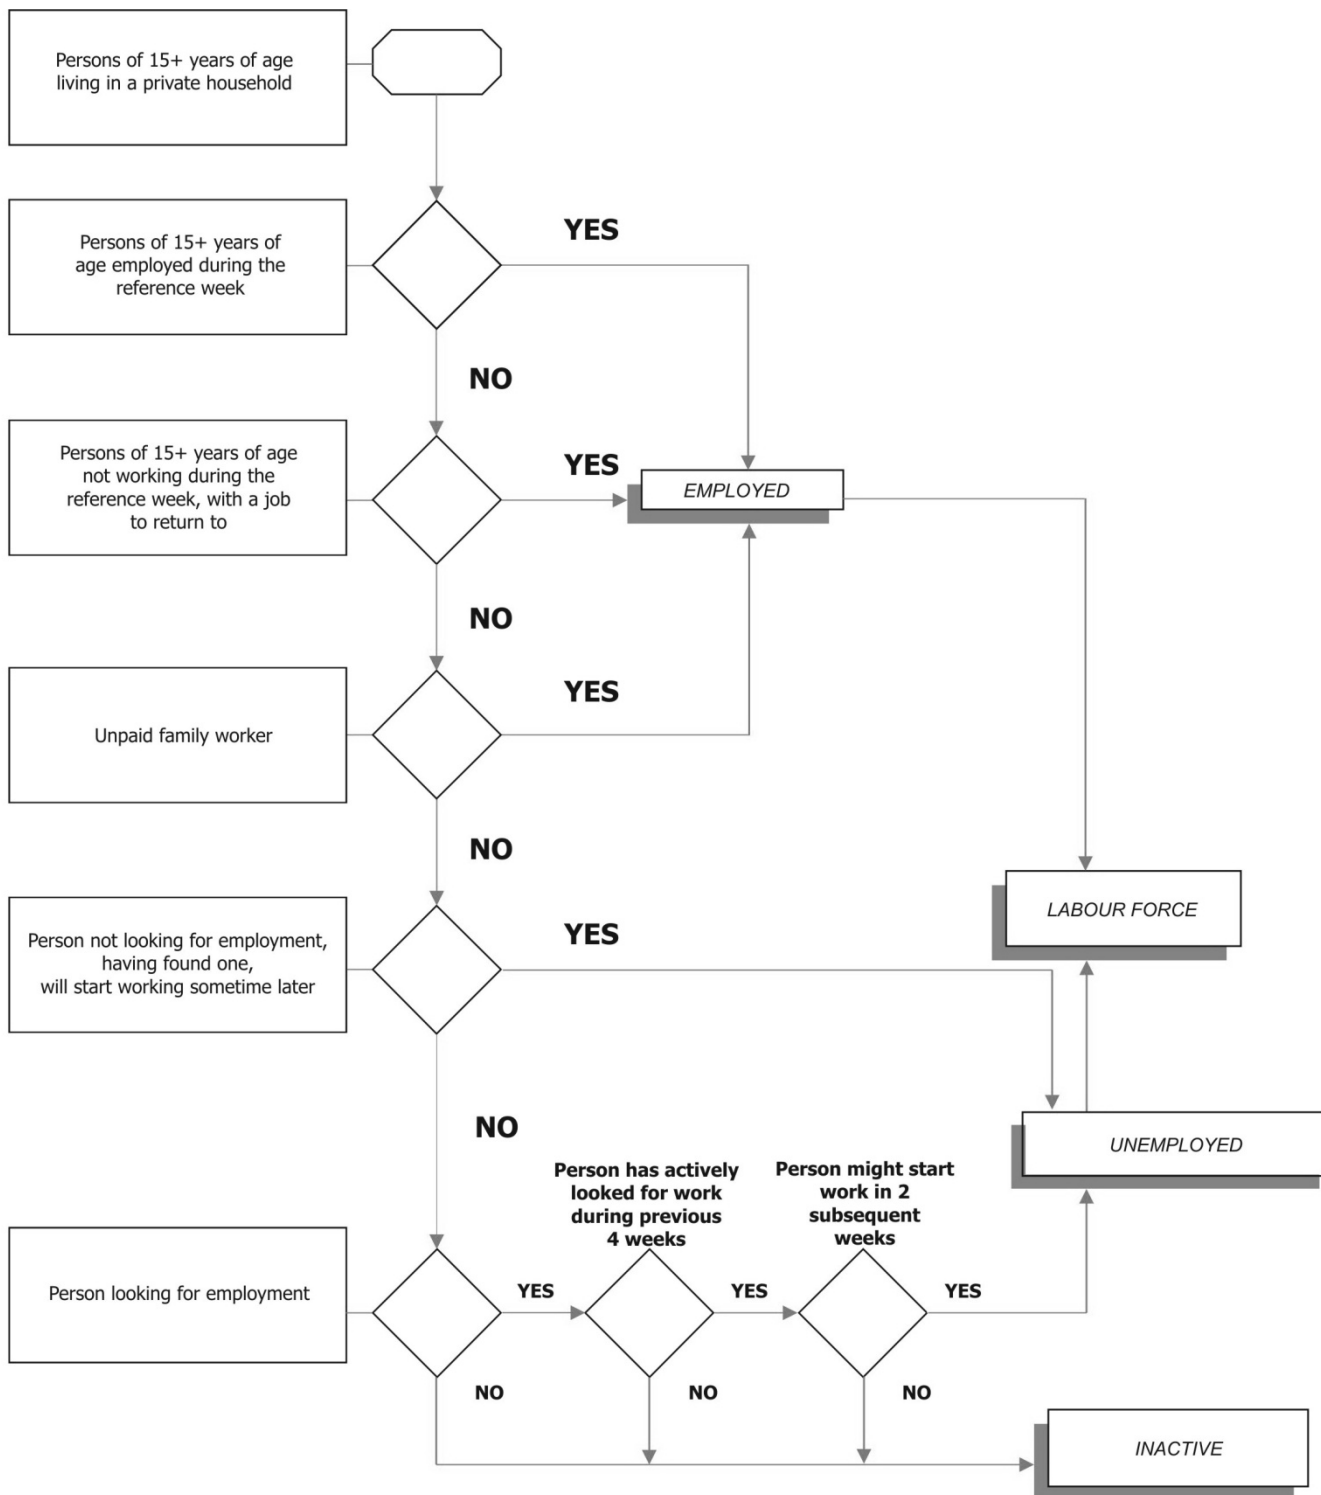 Persons of 15+ years of age
living in a private household
Persons of 15+ years of
age employed during the
reference week
YES
NO
Persons of 15+ years of age
not working during the
reference week, with a job
to return to
YES
EMPLOYED
NO
Unpaid family worker
YES
NO
LABOUR FORCE
Person not looking for employment,
having found one,
will start working sometime later
YES
NO
UNEMPLOYED
Person has actively
looked for work
during previous
4 weeks
Person might start
work in 2
subsequent
weeks
Person looking for employment
YES
YES
YES
NO
NO
NO
INACTIVE